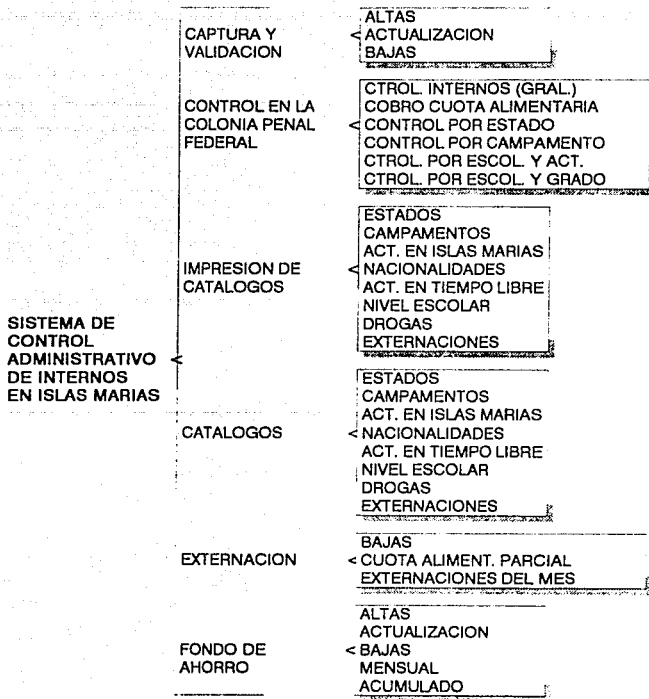 SISTEMA DE
CONTROL
ADMINISTRATIVO <
DE INTERNOS
EN ISLAS MARIAS
CAPTURA Y
VALIDACION
ALTAS
< ACTUALIZACION
BAJAS
CONTROL EN LA
COLONIA PENAL
FEDERAL
CTROL. INTERNOS (GRAL.)
COBRO CUOTA ALIMENTARIA
< CONTROL POR ESTADO
CONTROL POR CAMPAMENTO
CTROL. POR ESCOL. Y ACT.
CTROL. POR ESCOL. Y GRADO
IMPRESION DE
CATALOGOS
ESTADOS
CAMPAMENTOS
ACT. EN ISLAS MARIAS
< NACIONALIDADES
ACT. EN TIEMPO LIBRE
NIVEL ESCOLAR
DROGAS
EXTERNACIONES
CATALOGOS
ESTADOS
CAMPAMENTOS
ACT. EN ISLAS MARIAS
< NACIONALIDADES
ACT. EN TIEMPO LIBRE
NIVEL ESCOLAR
DROGAS
EXTERNACIONES
EXTERNACION
BAJAS
< CUOTA ALIMENT. PARCIAL
EXTERNACIONES DEL MES
FONDO DE
AHORRO
ALTAS
ACTUALIZACION
< BAJAS
MENSUAL
ACUMULADO